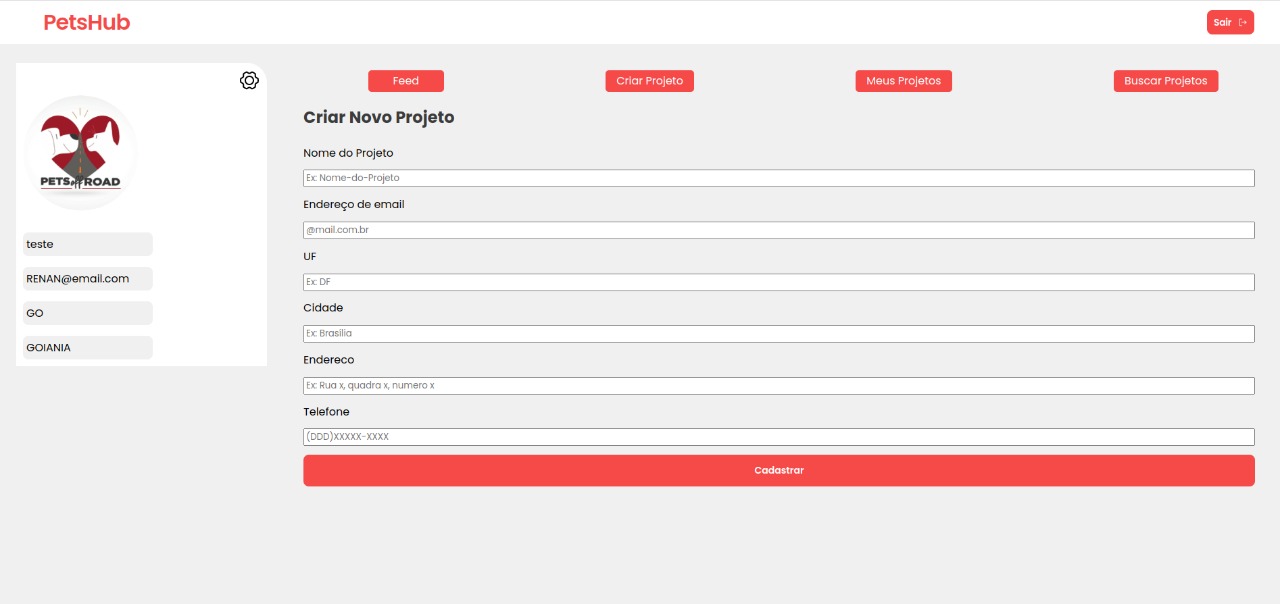 PetsHub
Sair
PETS off ROAD
teste
RENAN@email.com
GO
GOIANIA
Feed
Criar Projeto
Meus Projetos
Buscar Projetos
Criar Novo Projeto
Nome do Projeto
Ex: Nome-do-Projeto
Endereço de email
@mail.com.br
UF
Ex: DF
Cidade
Ex: Brasília
Endereco
Ex: Rua x, quadra x, numero x
Telefone
(DDD)XXXXX-XXXX
Cadastrar